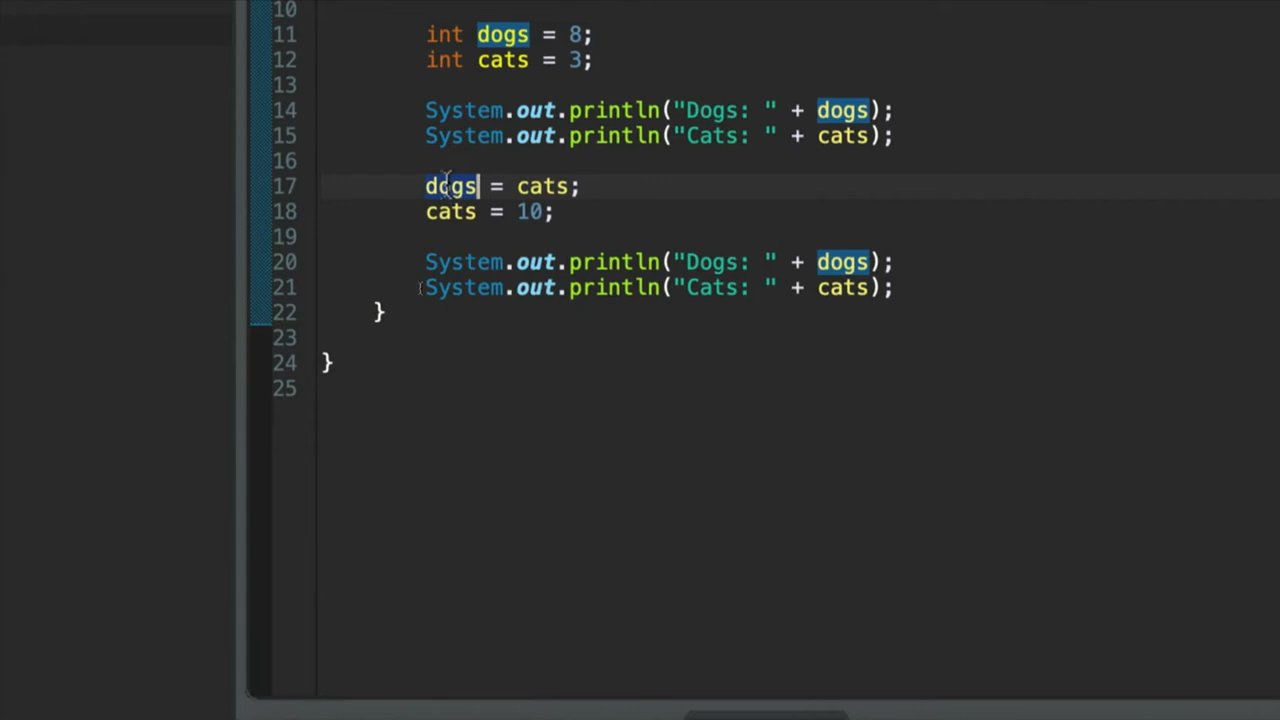 10
11 int dogs = 8;
12 int cats = 3;
13
14 System.out.println("Dogs: " + dogs);
15 System.out.println("Cats: " + cats);
16
17 dogs = cats;
18 cats = 10;
19
20 System.out.println("Dogs: " + dogs);
21 System.out.println("Cats: " + cats);
22 }
23
24 }
25